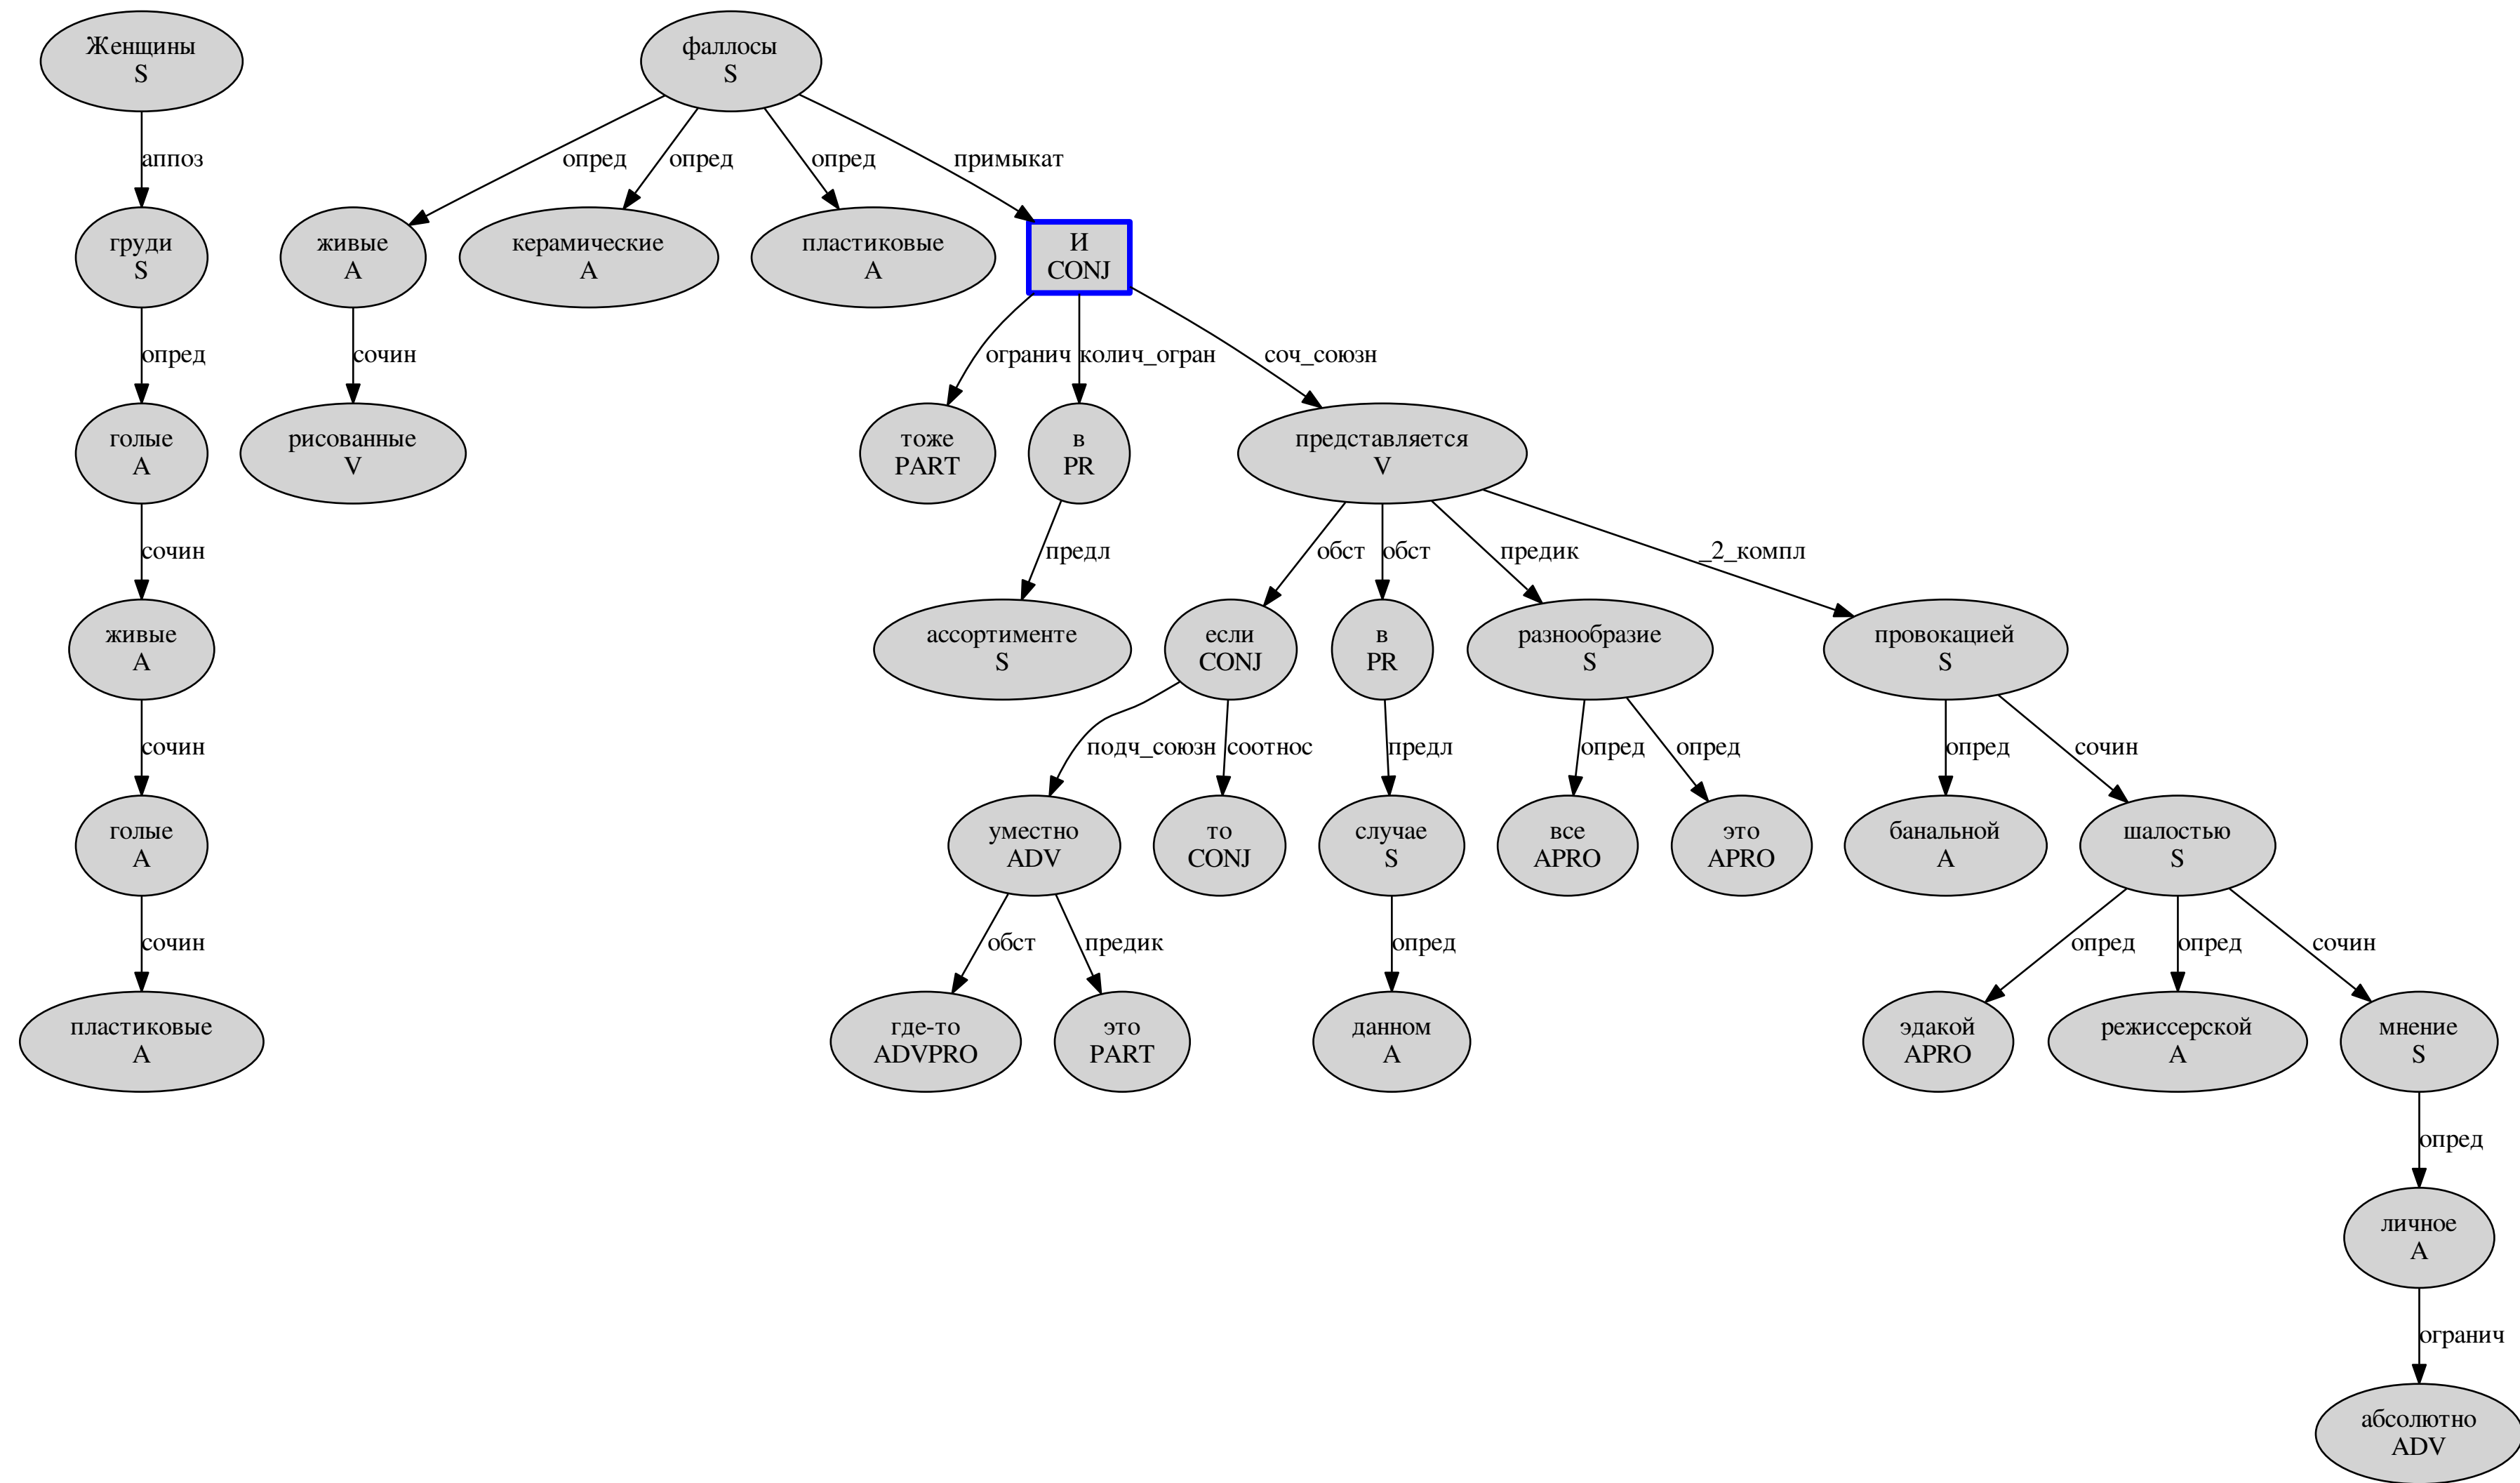 Женщины
S
фаллосы
S
аппоз
опред
опред
опред
примыкат
груди
S
живые
A
керамические
A
пластиковые
A
И
CONJ
опред
сочин
огранич
колич_огран
соч_союзн
голые
A
рисованные
V
тоже
PART
в
PR
представляется
V
сочин
предл
обст
обст
предик
_2_компл
живые
A
ассортименте
S
если
CONJ
в
PR
разнообразие
S
провокацией
S
сочин
подч_союзн
соотнос
предл
опред
опред
опред
сочин
голые
A
уместно
ADV
то
CONJ
случае
S
все
APRO
это
APRO
банальной
A
шалостью
S
сочин
обст
предик
опред
опред
опред
сочин
пластиковые
A
где-то
ADVPRO
это
PART
данном
A
эдакой
APRO
режиссерской
A
мнение
S
опред
личное
A
огранич
абсолютно
ADV